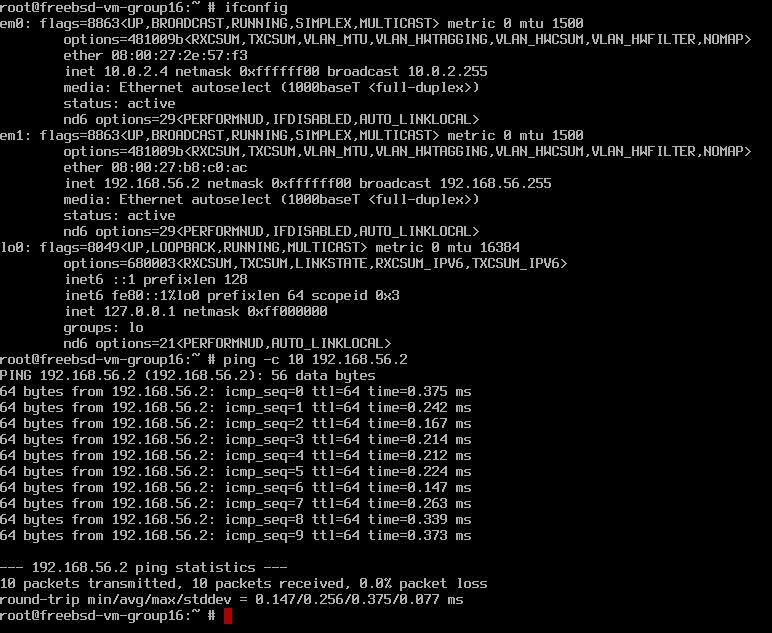 root@freebsd-vm-group16:~ # ifconfig
em0: flags=8863<UP,BROADCAST,RUNNING,SIMPLEX,MULTICAST> metric 0 mtu 1500
        options=481009b<RXCSUM,TXCSUM,VLAN_MTU,VLAN_HWTAGGING,VLAN_HWCSUM,VLAN_HWFILTER,NOMAP>
        ether 08:00:27:2e:57:f3
        inet 10.0.2.4 netmask 0xffffff00 broadcast 10.0.2.255
        media: Ethernet autoselect (1000baseT <full-duplex>)
        status: active
        nd6 options=29<PERFORMNUD,IFDISABLED,AUTO_LINKLOCAL>
em1: flags=8863<UP,BROADCAST,RUNNING,SIMPLEX,MULTICAST> metric 0 mtu 1500
        options=481009b<RXCSUM,TXCSUM,VLAN_MTU,VLAN_HWTAGGING,VLAN_HWCSUM,VLAN_HWFILTER,NOMAP>
        ether 08:00:27:b8:c0:ac
        inet 192.168.56.2 netmask 0xffffff00 broadcast 192.168.56.255
        media: Ethernet autoselect (1000baseT <full-duplex>)
        status: active
        nd6 options=29<PERFORMNUD,IFDISABLED,AUTO_LINKLOCAL>
lo0: flags=8049<UP,LOOPBACK,RUNNING,MULTICAST> metric 0 mtu 16384
        options=680003<RXCSUM,TXCSUM,LINKSTATE,RXCSUM_IPV6,TXCSUM_IPV6>
        inet6 ::1 prefixlen 128
        inet6 fe80::1%lo0 prefixlen 64 scopeid 0x3
        inet 127.0.0.1 netmask 0xff000000
        groups: lo
        nd6 options=21<PERFORMNUD,AUTO_LINKLOCAL>
root@freebsd-vm-group16:~ # ping -c 10 192.168.56.2
PING 192.168.56.2 (192.168.56.2): 56 data bytes
64 bytes from 192.168.56.2: icmp_seq=0 ttl=64 time=0.375 ms
64 bytes from 192.168.56.2: icmp_seq=1 ttl=64 time=0.242 ms
64 bytes from 192.168.56.2: icmp_seq=2 ttl=64 time=0.167 ms
64 bytes from 192.168.56.2: icmp_seq=3 ttl=64 time=0.214 ms
64 bytes from 192.168.56.2: icmp_seq=4 ttl=64 time=0.212 ms
64 bytes from 192.168.56.2: icmp_seq=5 ttl=64 time=0.224 ms
64 bytes from 192.168.56.2: icmp_seq=6 ttl=64 time=0.147 ms
64 bytes from 192.168.56.2: icmp_seq=7 ttl=64 time=0.263 ms
64 bytes from 192.168.56.2: icmp_seq=8 ttl=64 time=0.339 ms
64 bytes from 192.168.56.2: icmp_seq=9 ttl=64 time=0.373 ms

--- 192.168.56.2 ping statistics ---
10 packets transmitted, 10 packets received, 0.0% packet loss
round-trip min/avg/max/stddev = 0.147/0.256/0.375/0.077 ms
root@freebsd-vm-group16:~ #